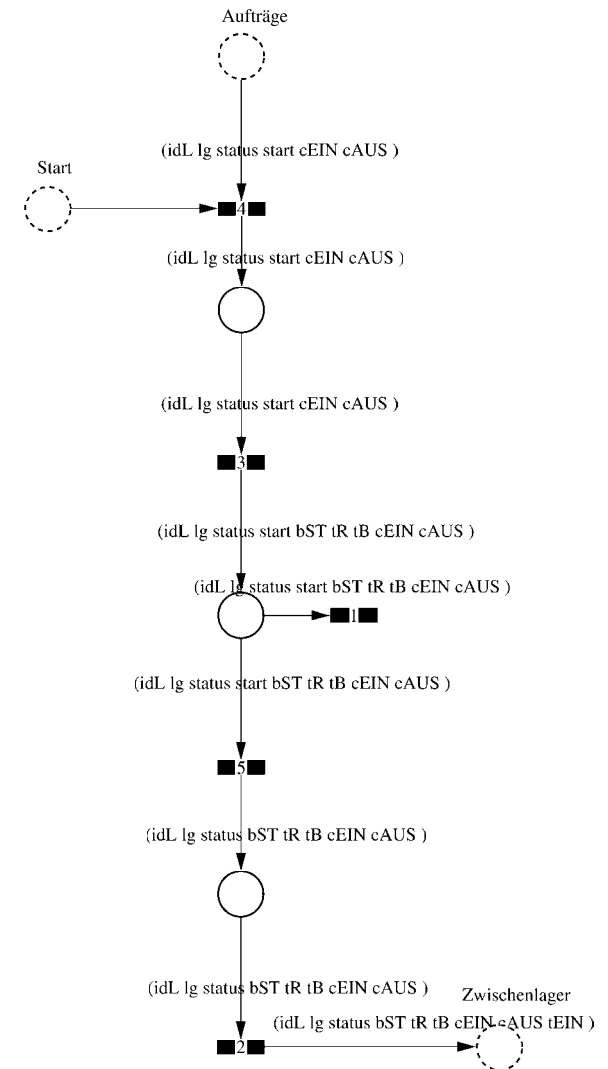 Aufträge
(idL lg status start cEIN cAUS )
Start
4
(idL lg status start cEIN cAUS )
(idL lg status start cEIN cAUS )
3
(idL lg status start bST tR tB cEIN cAUS )
(idL lg status start bST tR tB cEIN cAUS )
1
(idL lg status start bST tR tB cEIN cAUS )
5
(idL lg status bST tR tB cEIN cAUS )
(idL lg status bST tR tB cEIN cAUS )
Zwischenlager
(idL lg status bST tR tB cEIN cAUS tEIN )
2